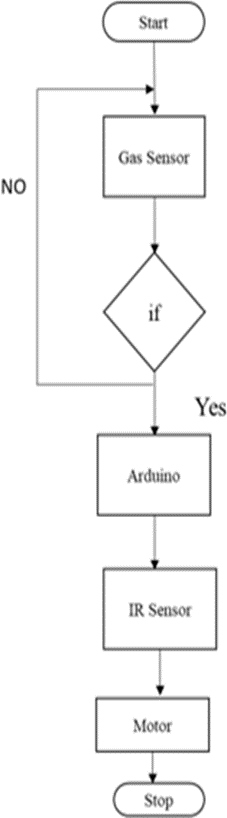 Start
Gas Sensor
NO
if
Yes
Arduino
IR Sensor
Motor
Stop